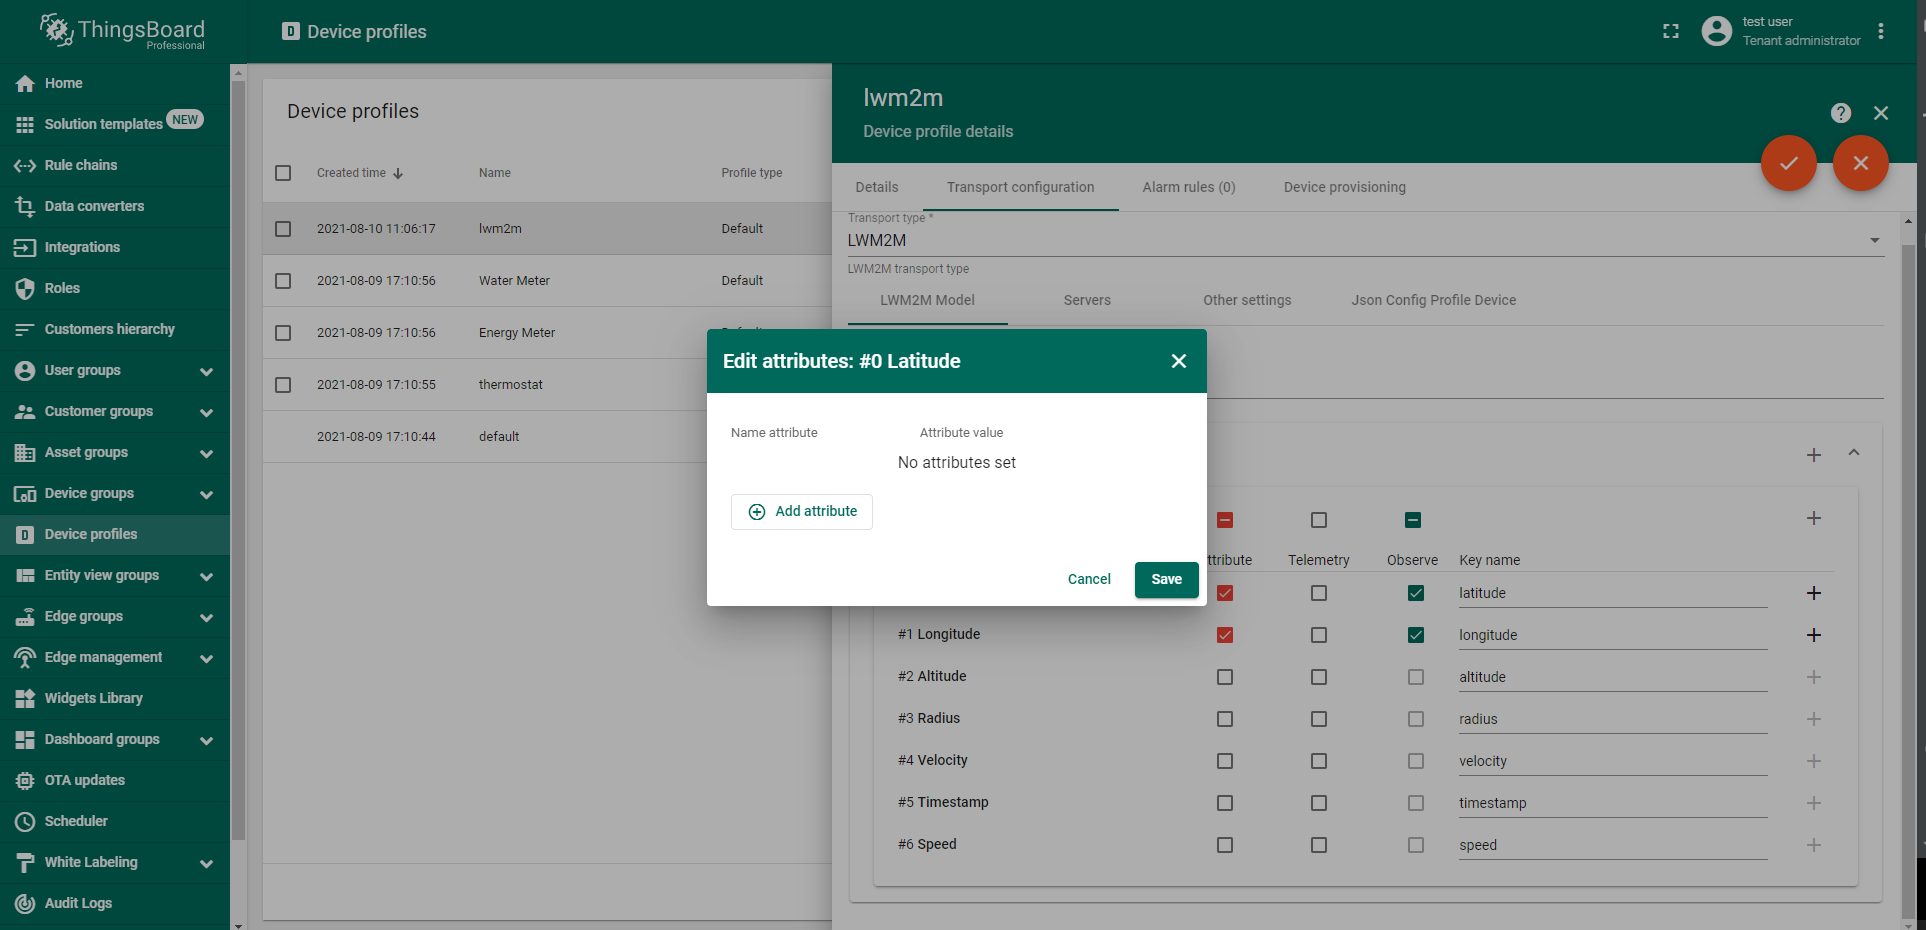 ThingsBoard
Professional
D Device profiles
test user
Tenant administrator
Home
Solution templates NEW
Rule chains
Data converters
Integrations
Roles
Customers hierarchy
User groups
Customer groups
Asset groups
Device groups
D Device profiles
Entity view groups
Edge groups
Edge management
Widgets Library
Dashboard groups
OTA updates
Scheduler
White Labeling
Audit Logs
Device profiles
Created time Name Profile type
2021-08-10 11:06:17 lwm2m Default
2021-08-09 17:10:56 Water Meter Default
2021-08-09 17:10:56 Energy Meter
2021-08-09 17:10:55 thermostat
2021-08-09 17:10:44 default
lwm2m
Device profile details
?
Details Transport configuration Alarm rules (0) Device provisioning
Transport type *
LWM2M
LWM2M transport type
LWM2M Model Servers Other settings Json Config Profile Device
Edit attributes: #0 Latitude
Name attribute Attribute value
No attributes set
Add attribute
Cancel Save
ttribute Telemetry Observe Key name
latitude
#1 Longitude longitude
#2 Altitude altitude
#3 Radius radius
#4 Velocity velocity
#5 Timestamp timestamp
#6 Speed speed